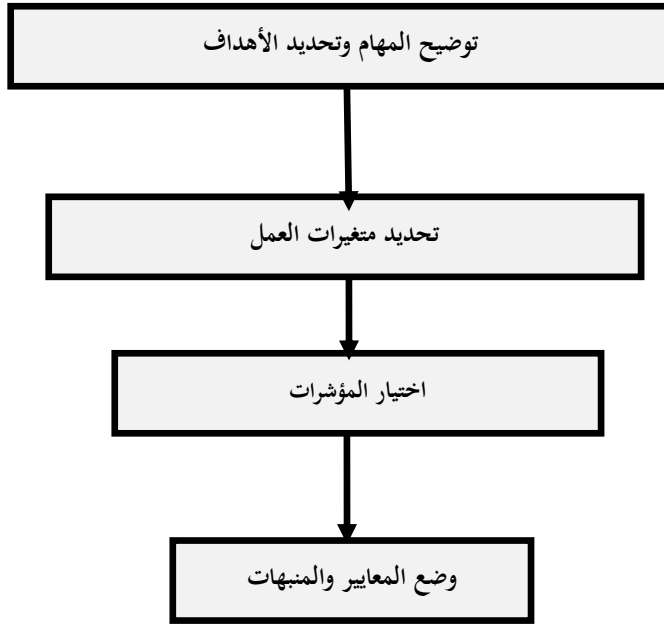 توضيح المهام وتحديد الأهداف
تحديد متغيرات العمل
اختيار المؤشرات
وضع المعايير والمنبهات